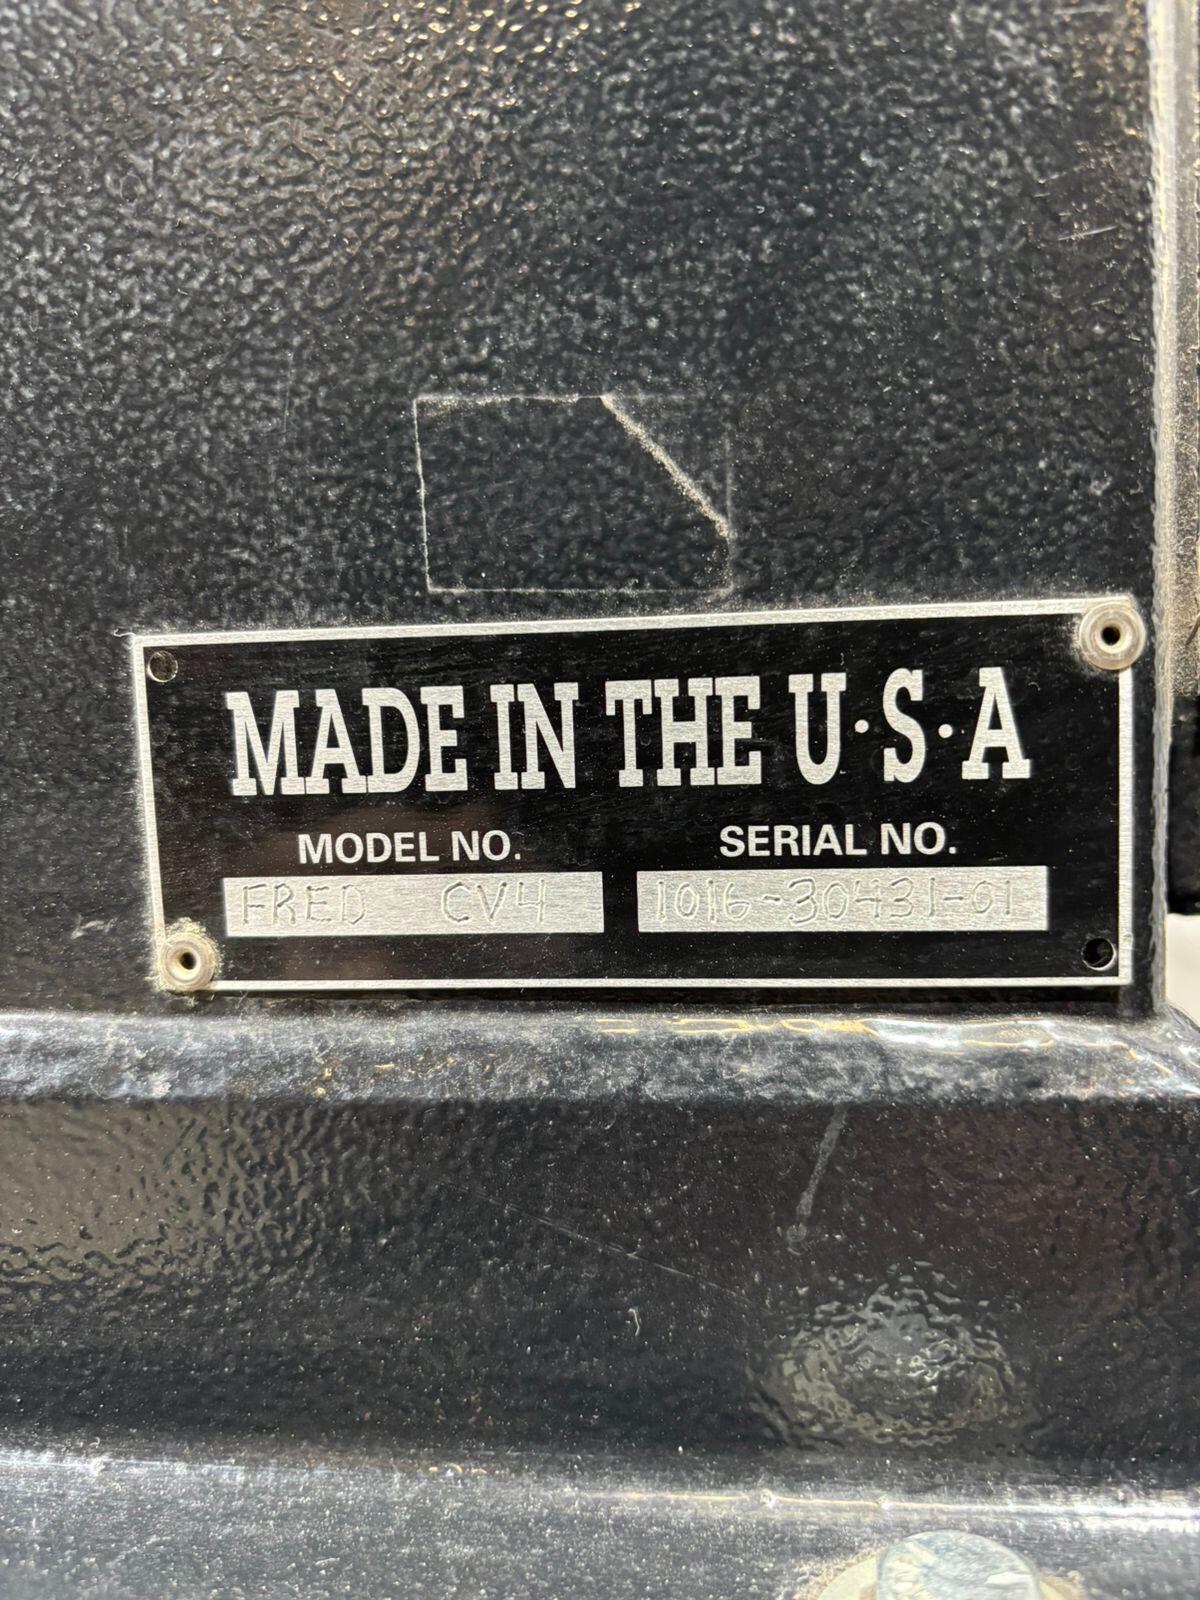 MADE IN THE U·S·A
MODEL NO. SERIAL NO.
FRED CV4 1016-30431-01